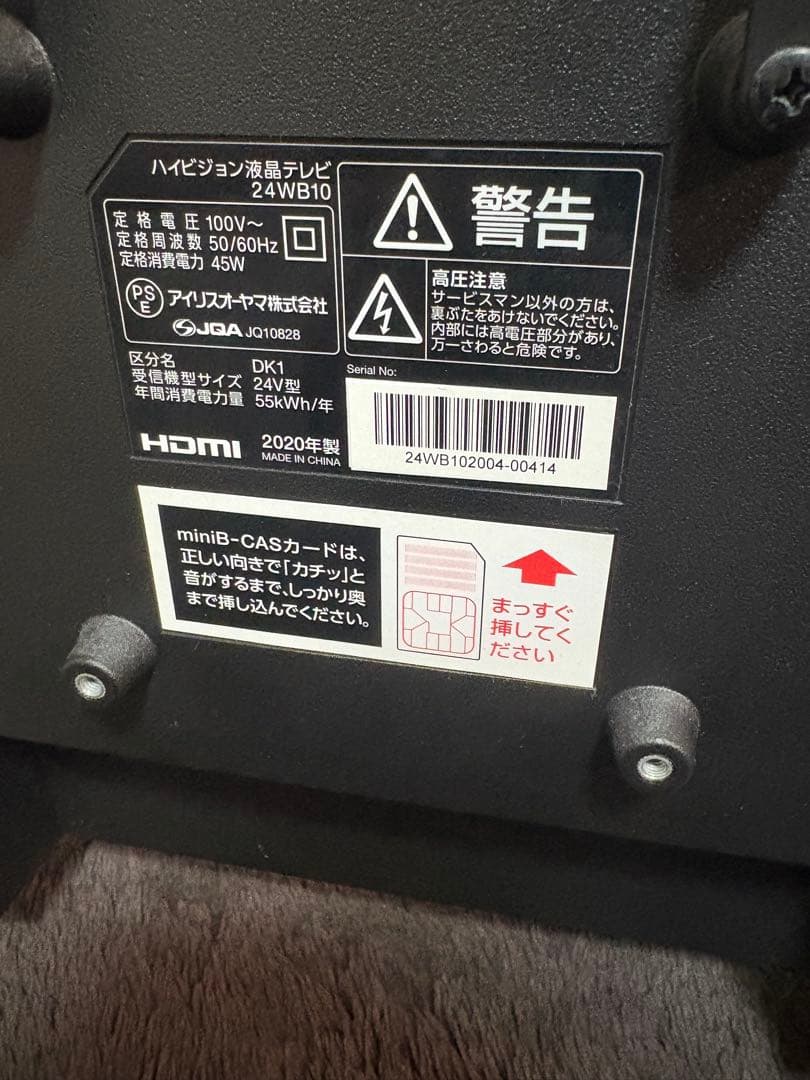 ハイビジョン液晶テレビ
24WB10
定格電圧 100V～
定格周波数 50/60Hz
定格消費電力 45W
PS
E
アイリスオーヤマ株式会社
JQA JQ10828
区分名 DK1
受信機型サイズ 24V型
年間消費電力量 55kWh/年
HDMI 2020年製
MADE IN CHINA
警告
高圧注意
サービスマン以外の方は、
裏ぶたをあけないでください。
内部には高電圧部分があり、
万一さわると危険です。
Serial No:
24WB102004-00414
miniB-CASカードは、
正しい向きで「カチッ」と
音がするまで、しっかり奥
まで挿し込んでください。
まっすぐ
挿してく
ださい